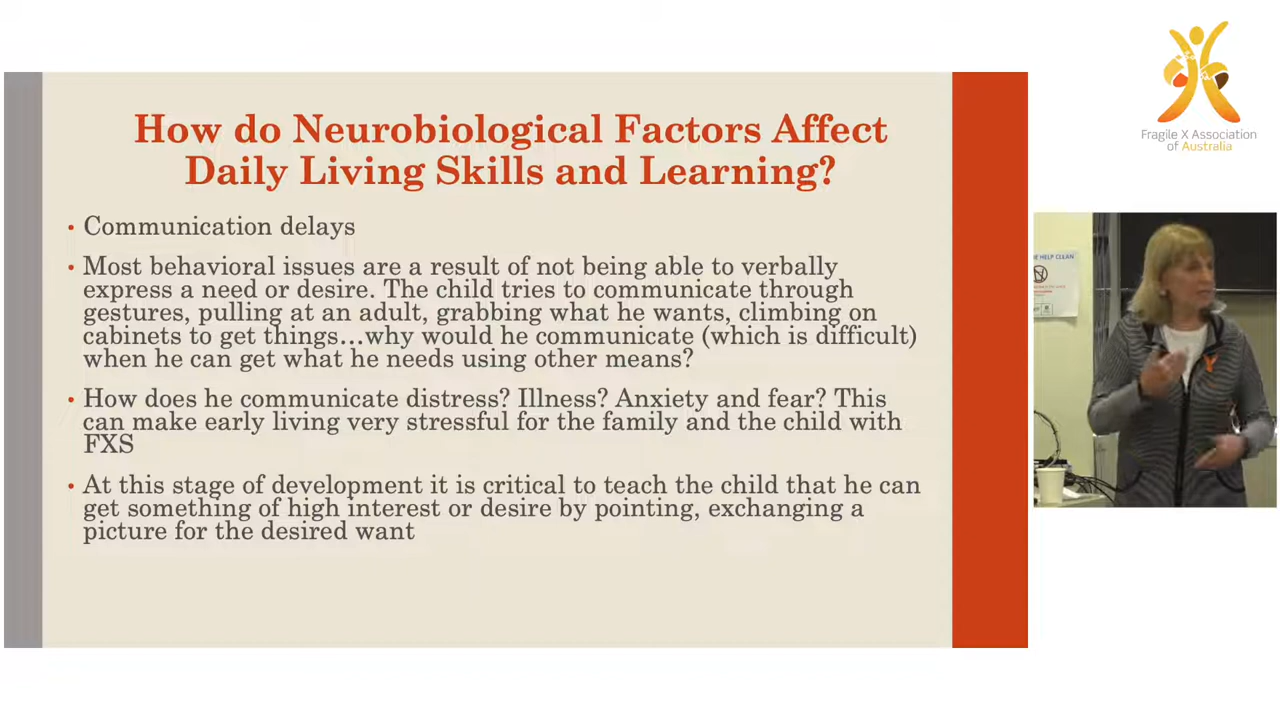 How do Neurobiological Factors Affect
Daily Living Skills and Learning?
• Communication delays
• Most behavioral issues are a result of not being able to verbally
express a need or desire. The child tries to communicate through
gestures, pulling at an adult, grabbing what he wants, climbing on
cabinets to get things…why would he communicate (which is difficult)
when he can get what he needs using other means?
• How does he communicate distress? Illness? Anxiety and fear? This
can make early living very stressful for the family and the child with
FXS
• At this stage of development it is critical to teach the child that he can
get something of high interest or desire by pointing, exchanging a
picture for the desired want
Fragile X Association
of Australia
HELP CLEAN